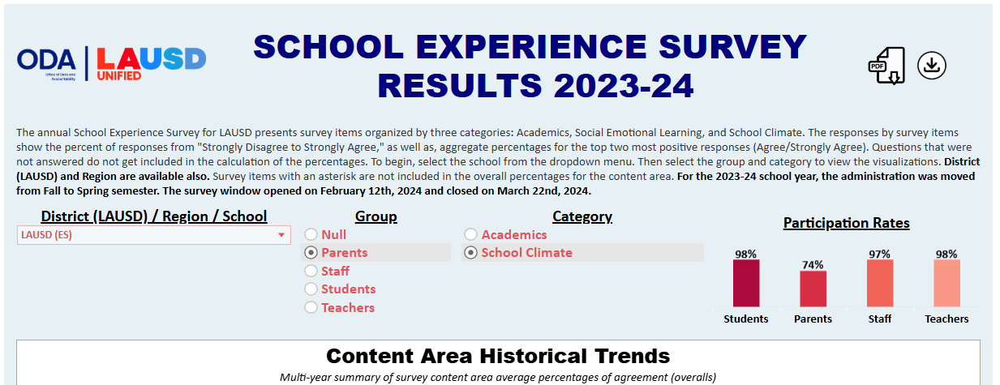 ODA
Office of Data and
Accountability
LAUSD
UNIFIED
SCHOOL EXPERIENCE SURVEY
RESULTS 2023-24
PDF
The annual School Experience Survey for LAUSD presents survey items organized by three categories: Academics, Social Emotional Learning, and School Climate. The responses by survey items
show the percent of responses from "Strongly Disagree to Strongly Agree," as well as, aggregate percentages for the top two most positive responses (Agree/Strongly Agree). Questions that were
not answered do not get included in the calculation of the percentages. To begin, select the school from the dropdown menu. Then select the group and category to view the visualizations. District
(LAUSD) and Region are available also. Survey items with an asterisk are not included in the overall percentages for the content area. For the 2023-24 school year, the administration was moved
from Fall to Spring semester. The survey window opened on February 12th, 2024 and closed on March 22nd, 2024.
District (LAUSD) / Region / School
LAUSD (ES)
Group
Null
Parents
Staff
Students
Teachers
Category
Academics
School Climate
Participation Rates
98% 74% 97% 98%
Students Parents Staff Teachers
Content Area Historical Trends
Multi-year summary of survey content area average percentages of agreement (overalls)